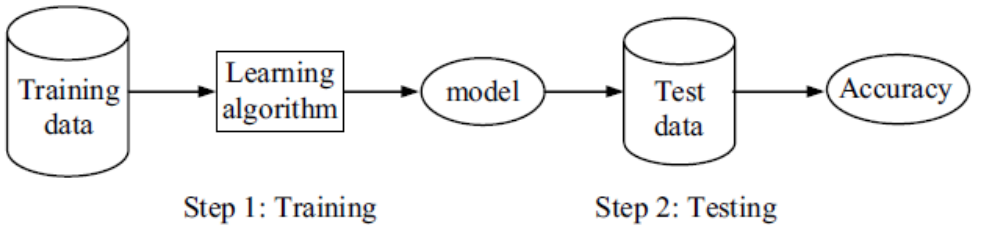 Training
data
Learning
algorithm
model
Test
data
Accuracy
Step 1: Training
Step 2: Testing